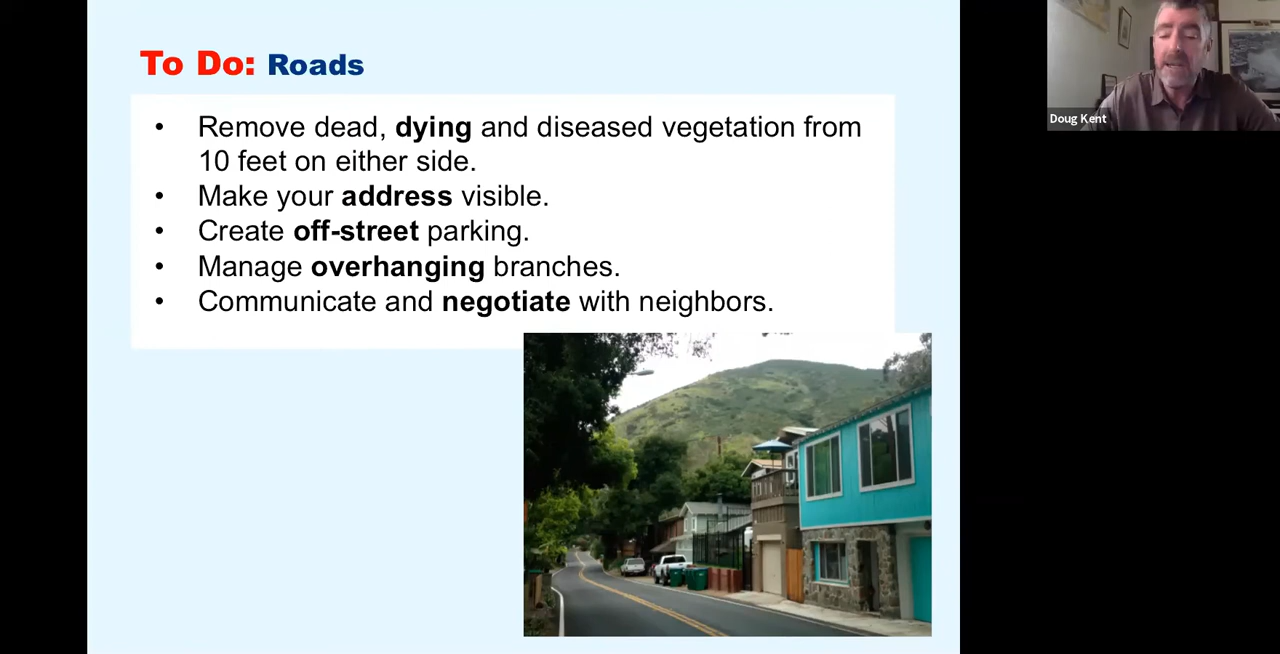 To Do: Roads
• Remove dead, dying and diseased vegetation from
10 feet on either side.
• Make your address visible.
• Create off-street parking.
• Manage overhanging branches.
• Communicate and negotiate with neighbors.
Doug Kent